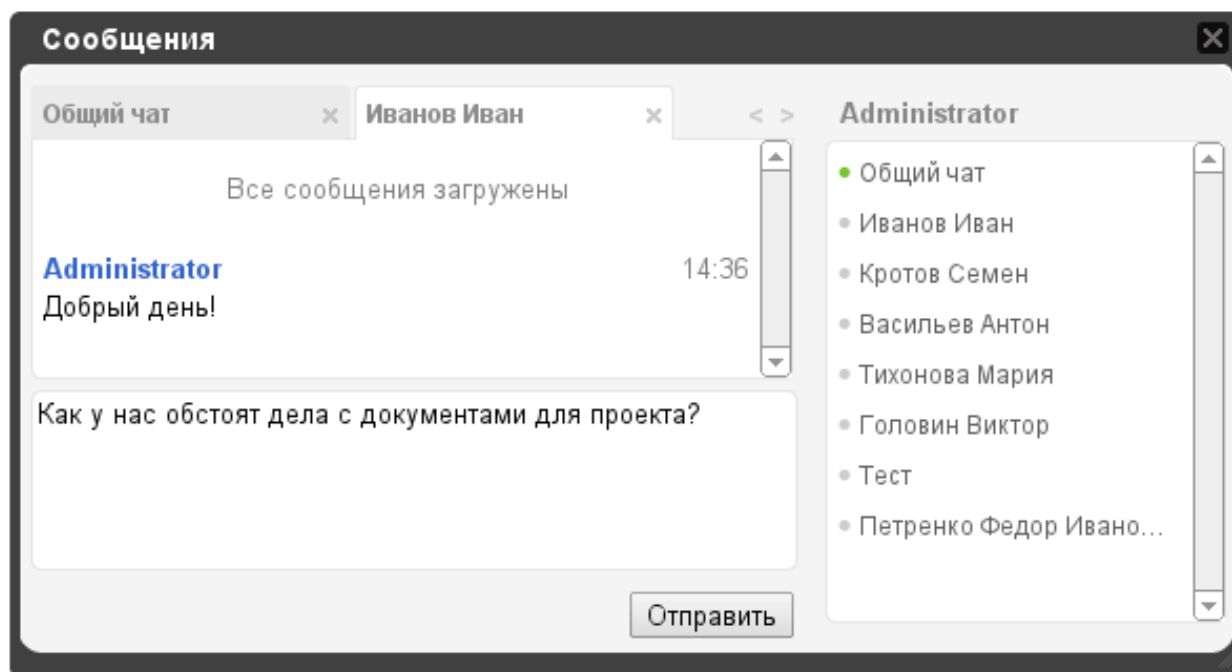 Сообщения
Общий чат
Иванов Иван
< >
Все сообщения загружены
Administrator 14:36
Добрый день!
Как у нас обстоят дела с документами для проекта?
Отправить
Administrator
Общий чат
Иванов Иван
Кротов Семен
Васильев Антон
Тихонова Мария
Головин Виктор
Тест
Петренко Федор Ивано...